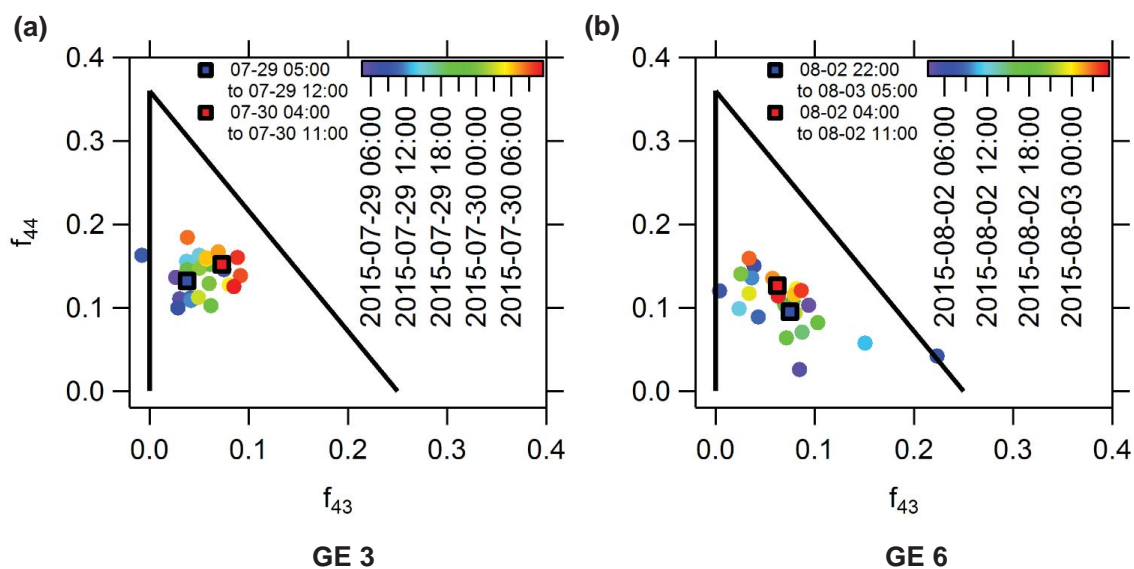 (a)
0.4
0.3
0.2
0.1
0.0
f44
07-29 05:00
to 07-29 12:00
07-30 04:00
to 07-30 11:00
2015-07-29 06:00
2015-07-29 12:00
2015-07-29 18:00
2015-07-30 00:00
2015-07-30 06:00
0.0 0.1 0.2 0.3 0.4
f43
GE 3
(b)
0.4
0.3
0.2
0.1
0.0
08-02 22:00
to 08-03 05:00
08-02 04:00
to 08-02 11:00
2015-08-02 06:00
2015-08-02 12:00
2015-08-02 18:00
2015-08-03 00:00
0.0 0.1 0.2 0.3 0.4
f43
GE 6